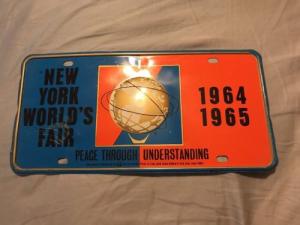 NEW
YORK
WORLD'S
FAIR
1964
1965
PEACE THROUGH UNDERSTANDING